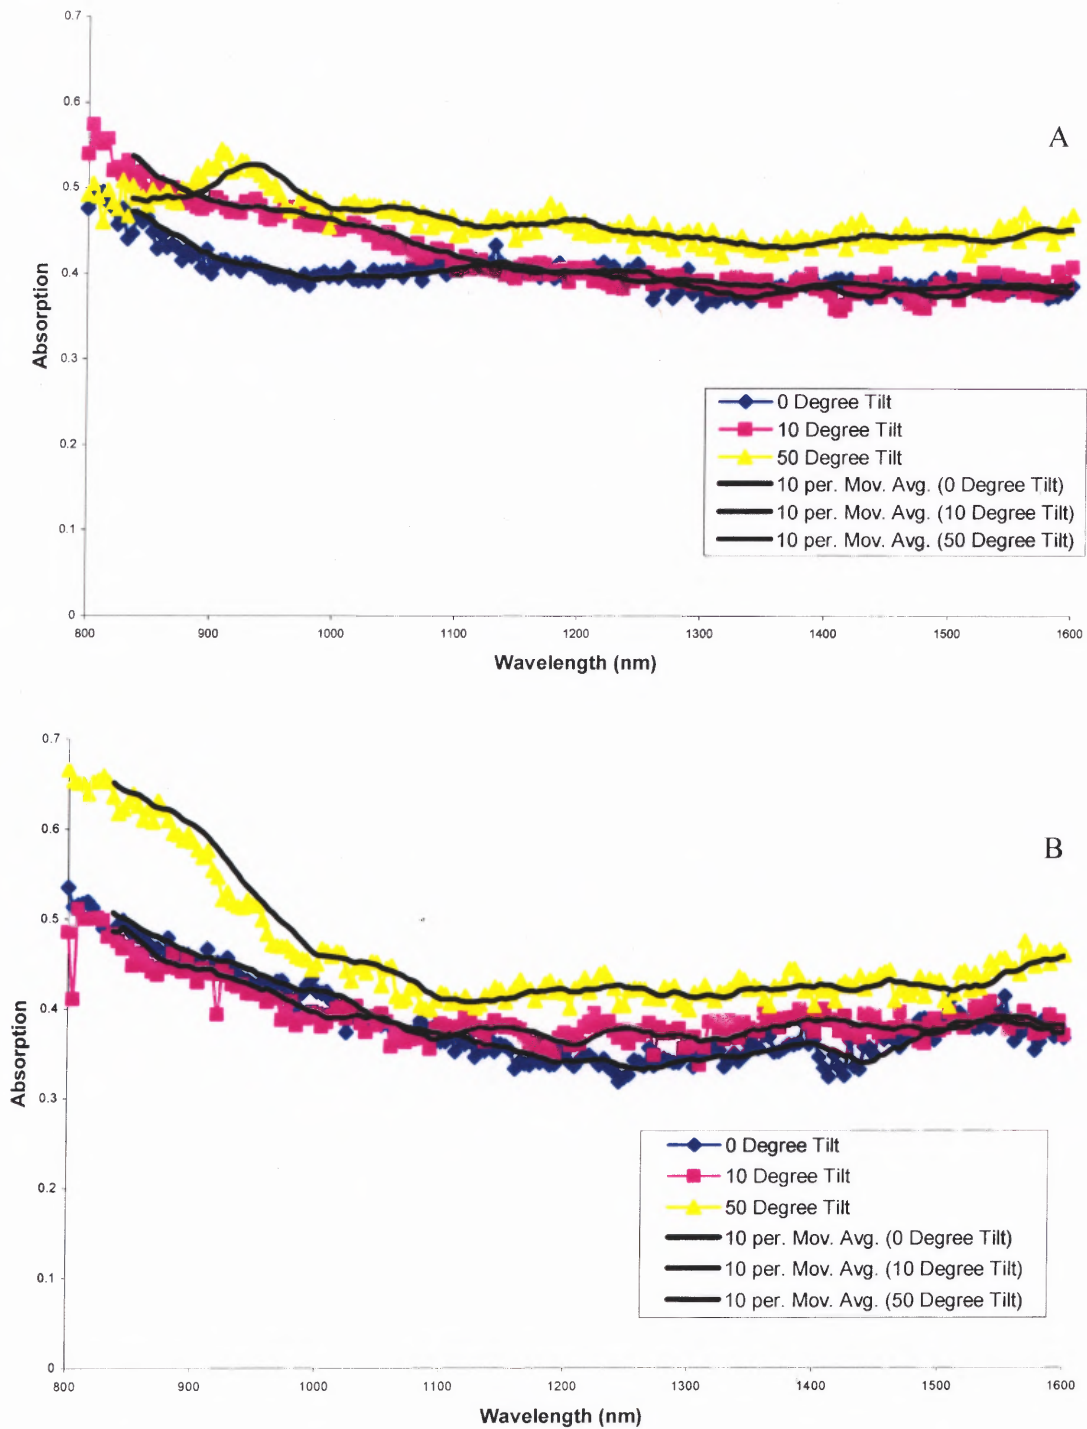 0.7
0.6
A
0.5
0.4
Absorption
0.3
0 Degree Tilt
10 Degree Tilt
0.2
50 Degree Tilt
10 per. Mov. Avg. (0 Degree Tilt)
10 per. Mov. Avg. (10 Degree Tilt)
0.1
10 per. Mov. Avg. (50 Degree Tilt)
0
800 900 1000 1100 1200 1300 1400 1500 1600
Wavelength (nm)
0.7
0.6
B
0.5
0.4
Absorption
0.3
0 Degree Tilt
10 Degree Tilt
0.2
50 Degree Tilt
10 per. Mov. Avg. (0 Degree Tilt)
0.1
10 per. Mov. Avg. (10 Degree Tilt)
10 per. Mov. Avg. (50 Degree Tilt)
0
800 900 1000 1100 1200 1300 1400 1500 1600
Wavelength (nm)